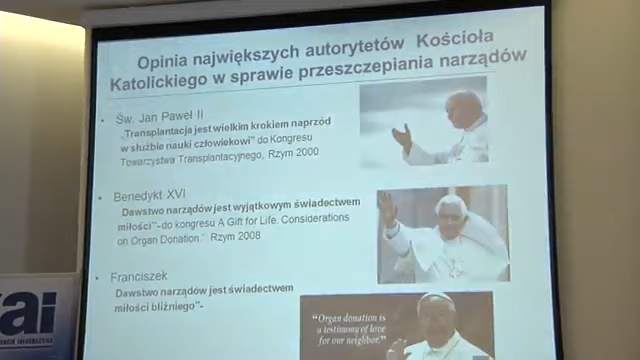 Opinia największych autorytetów Kościoła
Katolickiego w sprawie przeszczepiania narządów
• Św. Jan Paweł II
„Transplantacja jest wielkim krokiem naprzód
w służbie nauki człowiekowi” do Kongresu
Towarzystwa Transplantacyjnego, Rzym 2000
• Benedykt XVI
Dawstwo narządów jest wyjątkowym świadectwem
miłości”- do kongresu A Gift for Life. Considerations
on Organ Donation.” Rzym 2008
• Franciszek
Dawstwo narządów jest świadectwem
miłości bliźniego”-
“Organ donation is
a testimony of love
for our neighbor.”
ai